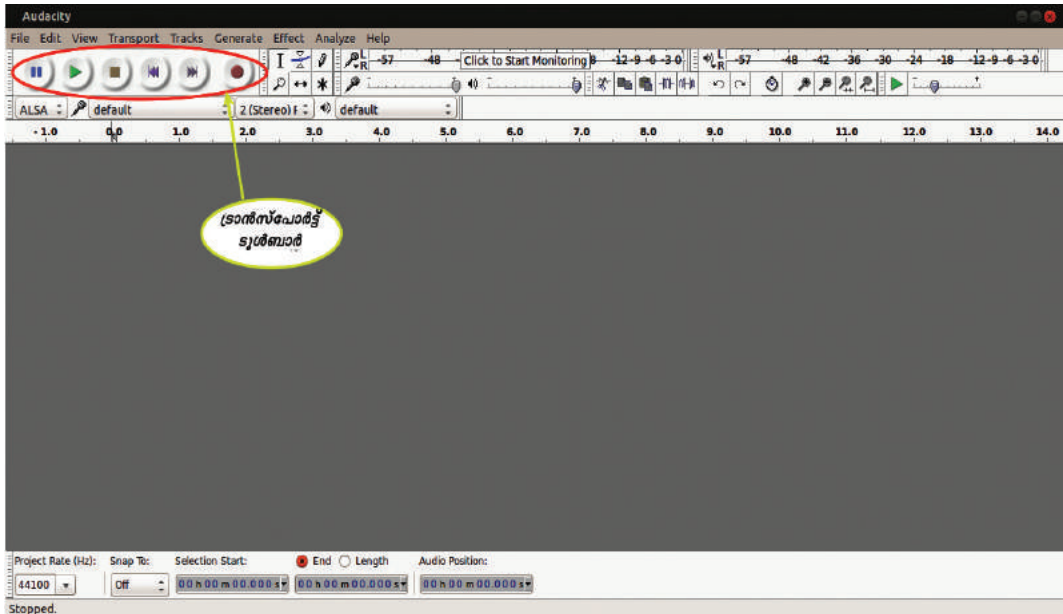 Audacity
File Edit View Transport Tracks Generate Effect Analyze Help
L R -57 -48 - Click to Start Monitoring 8 -12 -9 -6 -3 0 L R -57 -48 -42 -36 -30 -24 -18 -12 -9 -6 -3 0
ALSA default 2 (Stereo) F default
- 1.0 0.0 1.0 2.0 3.0 4.0 5.0 6.0 7.0 8.0 9.0 10.0 11.0 12.0 13.0 14.0
ട്രാൻസ്പോർട്ട്
ടൂൾബാർ
Project Rate (Hz): Snap To: Selection Start: End Length Audio Position:
44100 Off 00 h 00 m 00.000 s 00 h 00 m 00.000 s 00 h 00 m 00.000 s
Stopped.